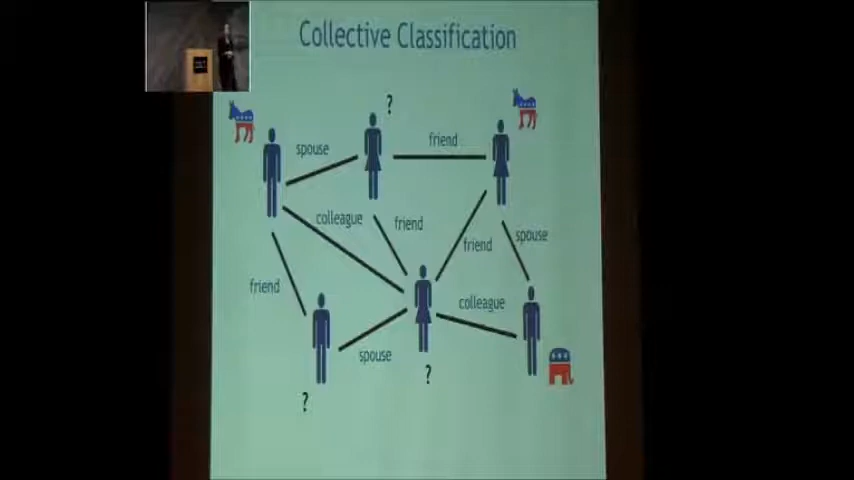 Collective Classification
?
spouse
friend
colleague
friend
friend
spouse
friend
colleague
spouse
?
?